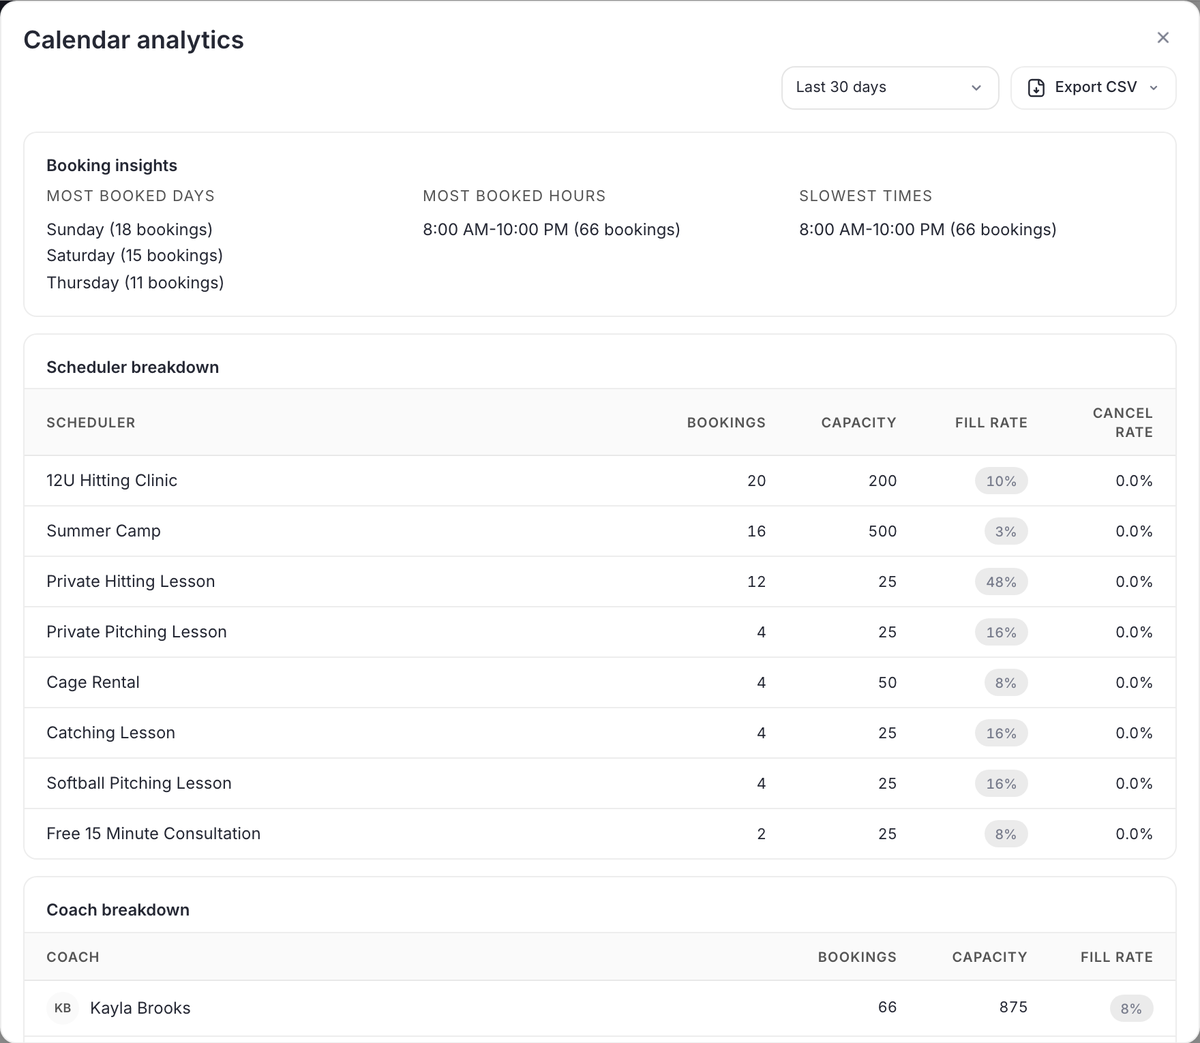 Calendar analytics
Last 30 days
Export CSV
Booking insights
MOST BOOKED DAYS
Sunday (18 bookings)
Saturday (15 bookings)
Thursday (11 bookings)
MOST BOOKED HOURS
8:00 AM-10:00 PM (66 bookings)
SLOWEST TIMES
8:00 AM-10:00 PM (66 bookings)
Scheduler breakdown
SCHEDULER BOOKINGS CAPACITY FILL RATE CANCEL RATE
12U Hitting Clinic 20 200 10% 0.0%
Summer Camp 16 500 3% 0.0%
Private Hitting Lesson 12 25 48% 0.0%
Private Pitching Lesson 4 25 16% 0.0%
Cage Rental 4 50 8% 0.0%
Catching Lesson 4 25 16% 0.0%
Softball Pitching Lesson 4 25 16% 0.0%
Free 15 Minute Consultation 2 25 8% 0.0%
Coach breakdown
COACH BOOKINGS CAPACITY FILL RATE
KB Kayla Brooks 66 875 8%